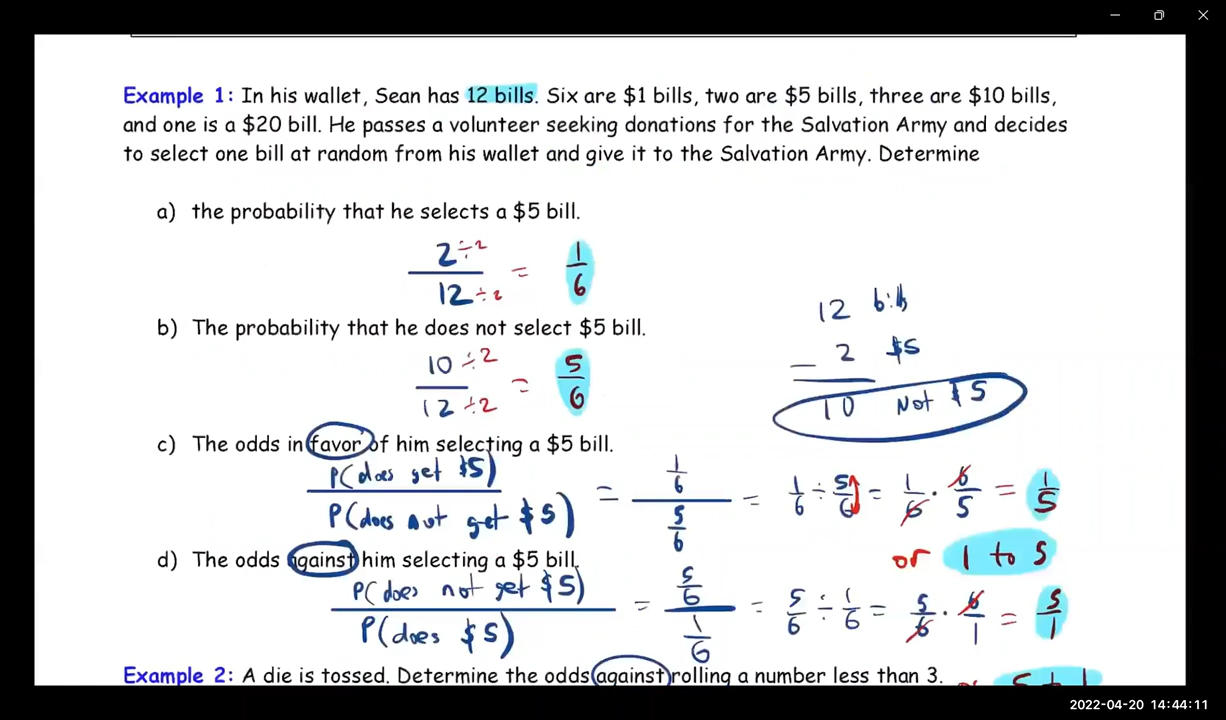 Example 1: In his wallet, Sean has 12 bills. Six are $1 bills, two are $5 bills, three are $10 bills,
and one is a $20 bill. He passes a volunteer seeking donations for the Salvation Army and decides
to select one bill at random from his wallet and give it to the Salvation Army. Determine
a) the probability that he selects a $5 bill.
2÷2 / 12÷2 = 1/6
12 bills
b) The probability that he does not select $5 bill.
- 2 $5
10÷2 / 12÷2 = 5/6
10 Not $5
c) The odds in favor of him selecting a $5 bill.
P(does get $5) / P(does not get $5) = 1/6 / 5/6 = 1/6 ÷ 5/6 = 1/6 · 6/5 = 1/5
or 1 to 5
d) The odds against him selecting a $5 bill.
P(does not get $5) / P(does $5) = 5/6 / 1/6 = 5/6 ÷ 1/6 = 5/6 · 6/1 = 5/1
Example 2: A die is tossed. Determine the odds against rolling a number less than 3.
2022-04-20 14:44:11